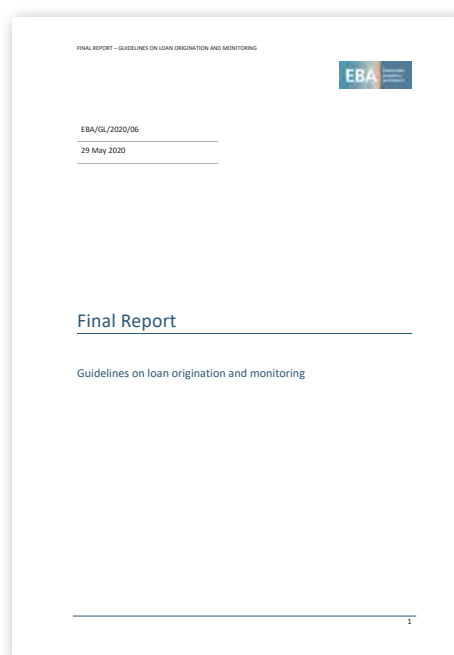 FINAL REPORT – GUIDELINES ON LOAN ORIGINATION AND MONITORING
EBA
EBA/GL/2020/06
29 May 2020
Final Report
Guidelines on loan origination and monitoring
1